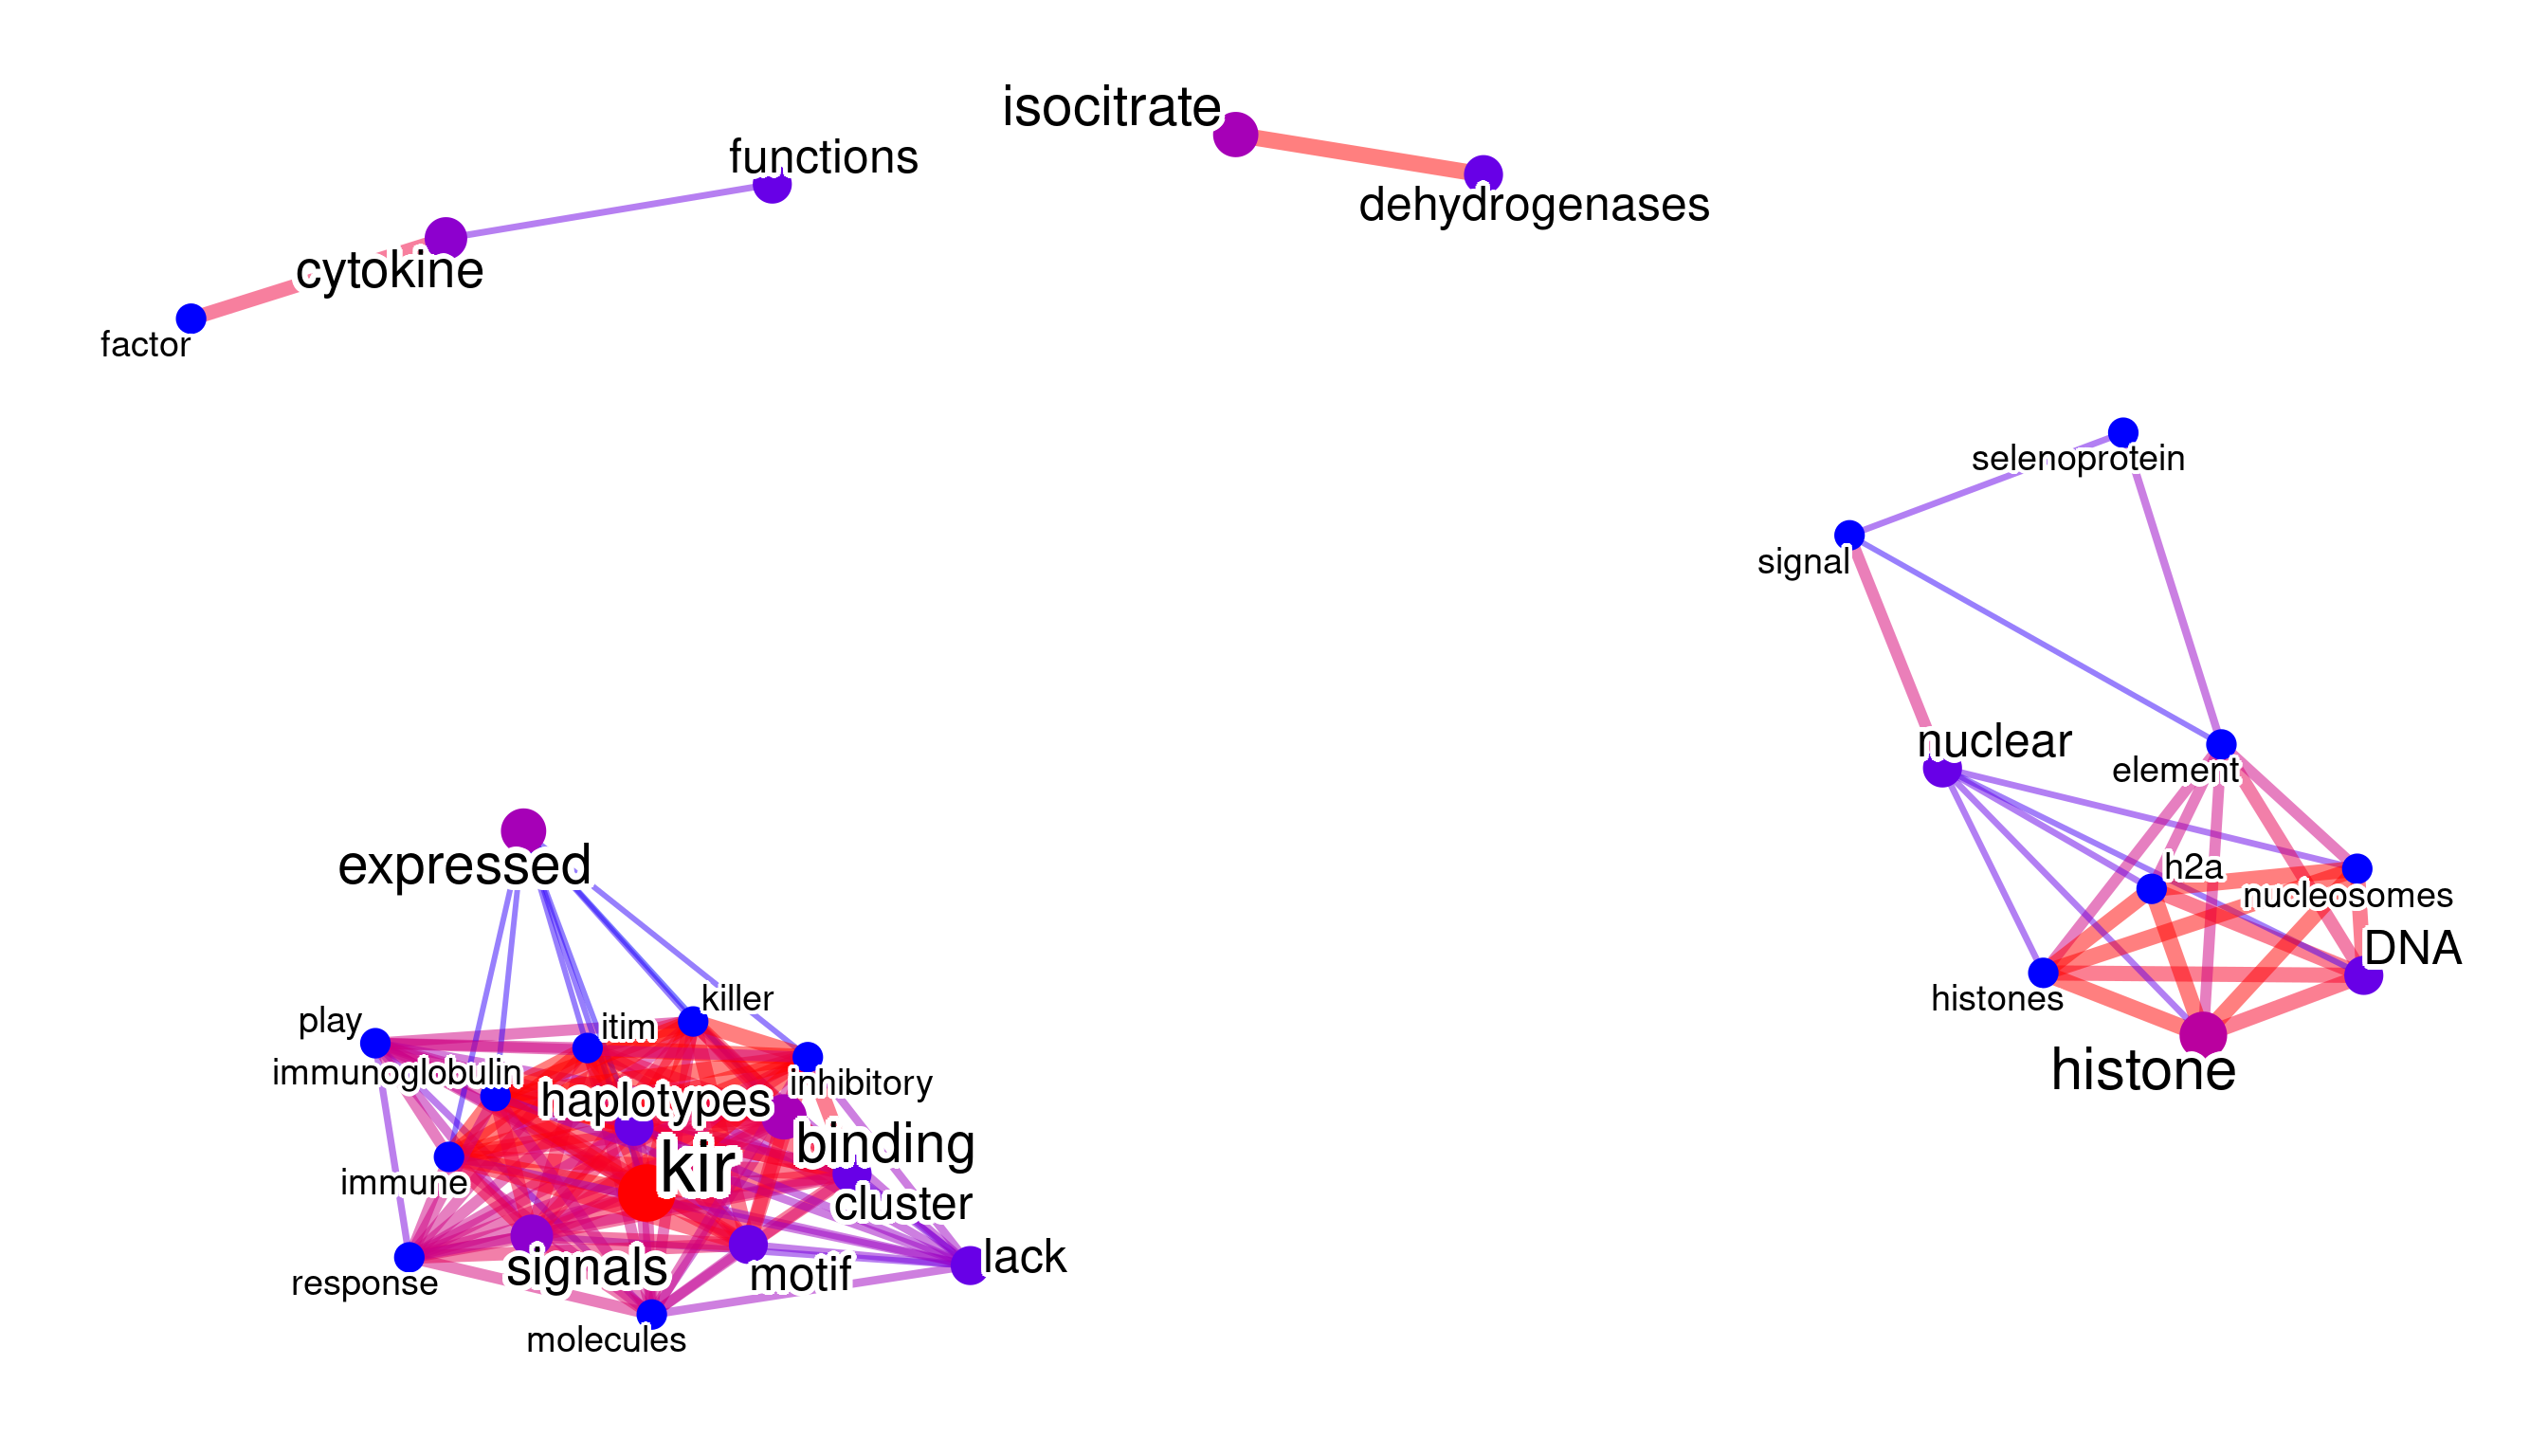 isocitrate
functions
dehydrogenases
cytokine
factor
selenoprotein
signal
nuclear
element
expressed
h2a
nucleosomes
DNA
killer
histones
play
itim
immunoglobulin
inhibitory
histone
haplotypes
binding
kir
immune
cluster
signals
motif
lack
response
molecules